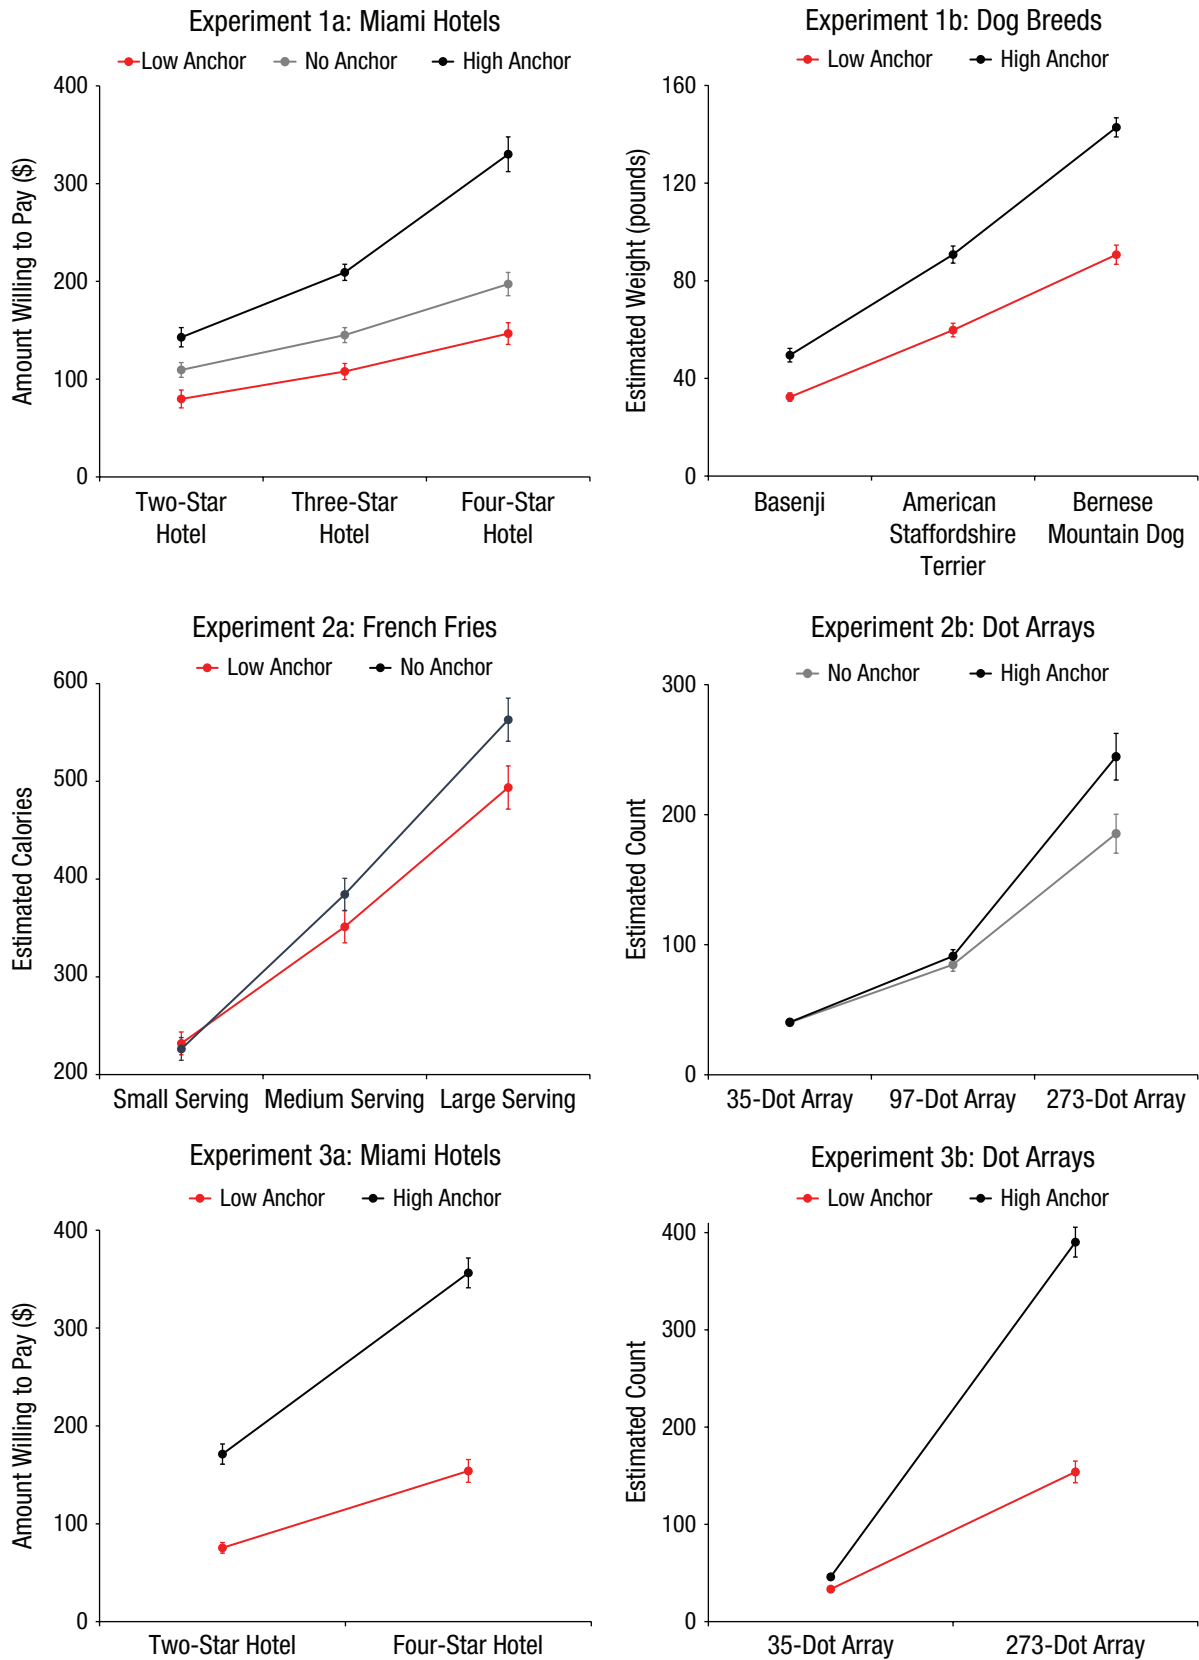 Experiment 1a: Miami Hotels
Low Anchor No Anchor High Anchor
Amount Willing to Pay ($)
400
300
200
100
0
Two-Star Hotel
Three-Star Hotel
Four-Star Hotel
Experiment 1b: Dog Breeds
Low Anchor High Anchor
Estimated Weight (pounds)
160
120
80
40
0
Basenji
American Staffordshire Terrier
Bernese Mountain Dog
Experiment 2a: French Fries
Low Anchor No Anchor
Estimated Calories
600
500
400
300
200
Small Serving Medium Serving Large Serving
Experiment 2b: Dot Arrays
No Anchor High Anchor
Estimated Count
300
200
100
0
35-Dot Array 97-Dot Array 273-Dot Array
Experiment 3a: Miami Hotels
Low Anchor High Anchor
Amount Willing to Pay ($)
400
300
200
100
0
Two-Star Hotel Four-Star Hotel
Experiment 3b: Dot Arrays
Low Anchor High Anchor
Estimated Count
400
300
200
100
0
35-Dot Array 273-Dot Array